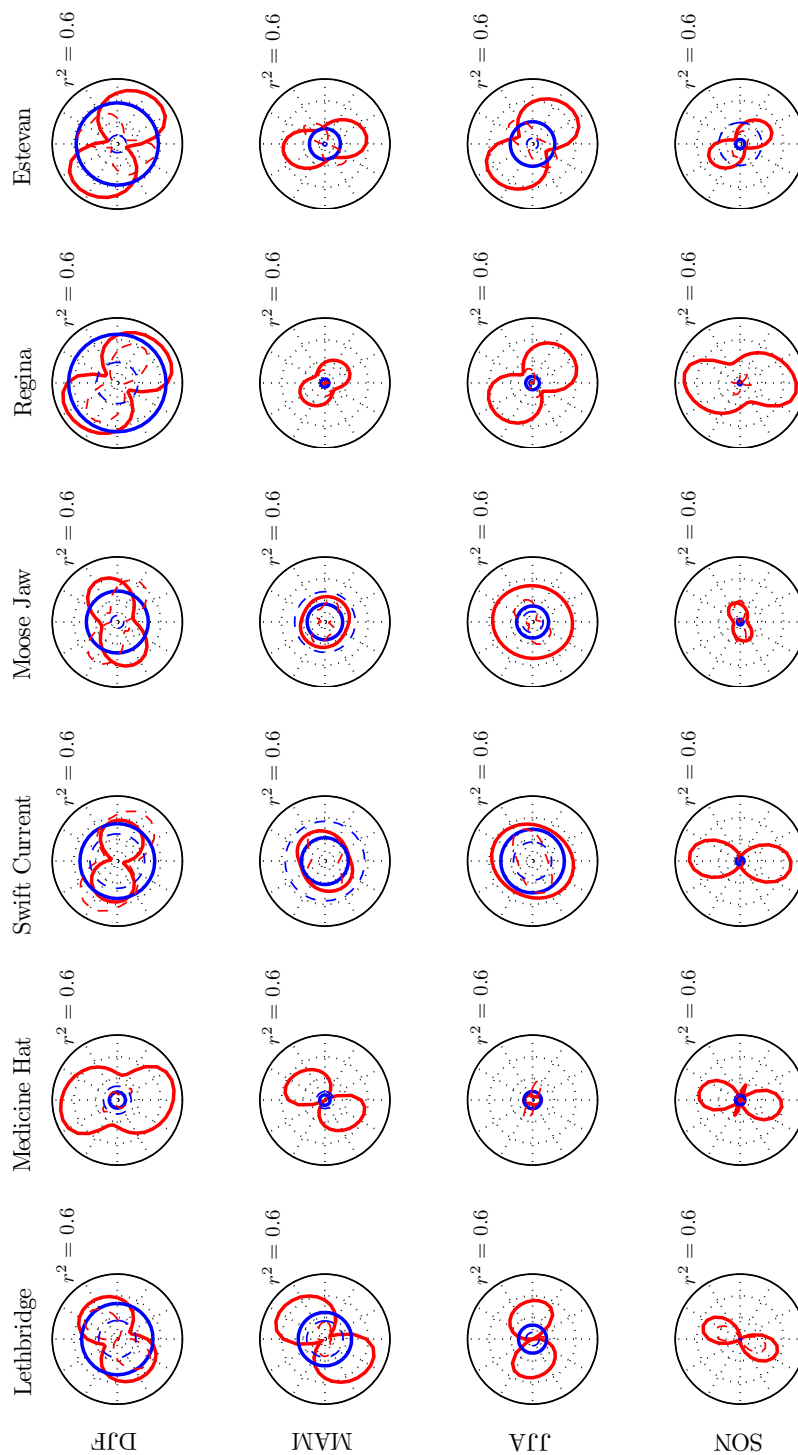 Lethbridge Medicine Hat Swift Current Moose Jaw Regina Estevan
DJF r² = 0.6 r² = 0.6 r² = 0.6 r² = 0.6 r² = 0.6 r² = 0.6
MAM r² = 0.6 r² = 0.6 r² = 0.6 r² = 0.6 r² = 0.6 r² = 0.6
JJA r² = 0.6 r² = 0.6 r² = 0.6 r² = 0.6 r² = 0.6 r² = 0.6
SON r² = 0.6 r² = 0.6 r² = 0.6 r² = 0.6 r² = 0.6 r² = 0.6